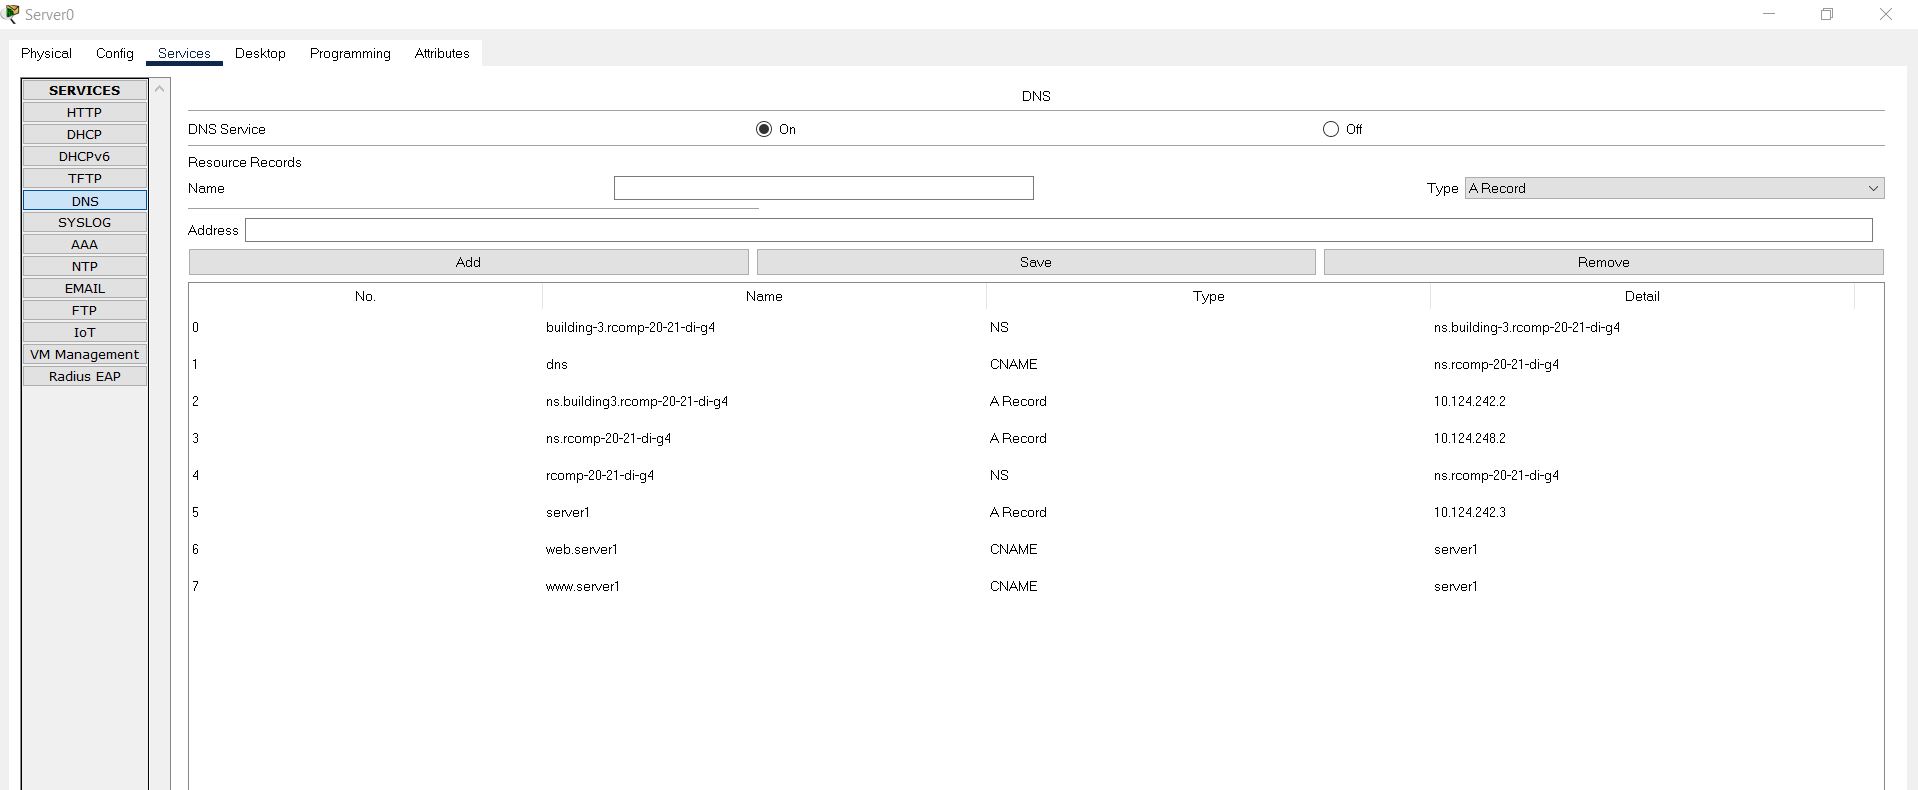 Server0
Physical Config Services Desktop Programming Attributes
SERVICES
HTTP
DHCP
DHCPv6
TFTP
DNS
SYSLOG
AAA
NTP
EMAIL
FTP
IoT
VM Management
Radius EAP
DNS
DNS Service On Off
Resource Records
Name Type A Record
Address
Add Save Remove
No. Name Type Detail
0 building-3.rcomp-20-21-di-g4 NS ns.building-3.rcomp-20-21-di-g4
1 dns CNAME ns.rcomp-20-21-di-g4
2 ns.building3.rcomp-20-21-di-g4 A Record 10.124.242.2
3 ns.rcomp-20-21-di-g4 A Record 10.124.248.2
4 rcomp-20-21-di-g4 NS ns.rcomp-20-21-di-g4
5 server1 A Record 10.124.242.3
6 web.server1 CNAME server1
7 www.server1 CNAME server1